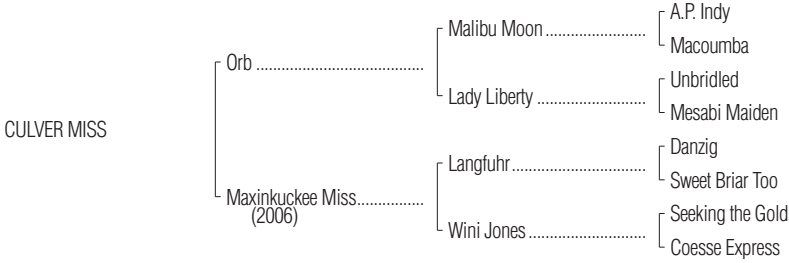 A.P. Indy
Malibu Moon
Macoumba
Orb
Unbridled
Lady Liberty
Mesabi Maiden
CULVER MISS
Danzig
Langfuhr
Sweet Briar Too
Maxinkuckee Miss
(2006)
Seeking the Gold
Wini Jones
Coesse Express